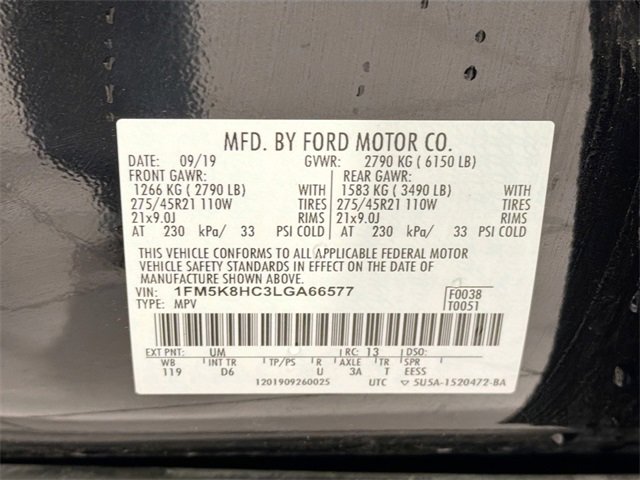 MFD. BY FORD MOTOR CO.
DATE: 09/19 GVWR: 2790 KG ( 6150 LB)
FRONT GAWR: REAR GAWR:
1266 KG ( 2790 LB) WITH 1583 KG ( 3490 LB) WITH
275/45R21 110W TIRES 275/45R21 110W TIRES
21x9.0J RIMS 21x9.0J RIMS
AT 230 kPa/ 33 PSI COLD AT 230 kPa/ 33 PSI COLD
THIS VEHICLE CONFORMS TO ALL APPLICABLE FEDERAL MOTOR
VEHICLE SAFETY STANDARDS IN EFFECT ON THE DATE OF
MANUFACTURE SHOWN ABOVE.
VIN: 1FM5K8HC3LGA66577 F0038
TYPE: MPV T0051
EXT PNT: UM RC: 13
WB INT TR TP/PS R AXLE TR SPR
119 D6 U 3A T EESS
1201909260025 UTC ▽ 5U5A-1520472-BA